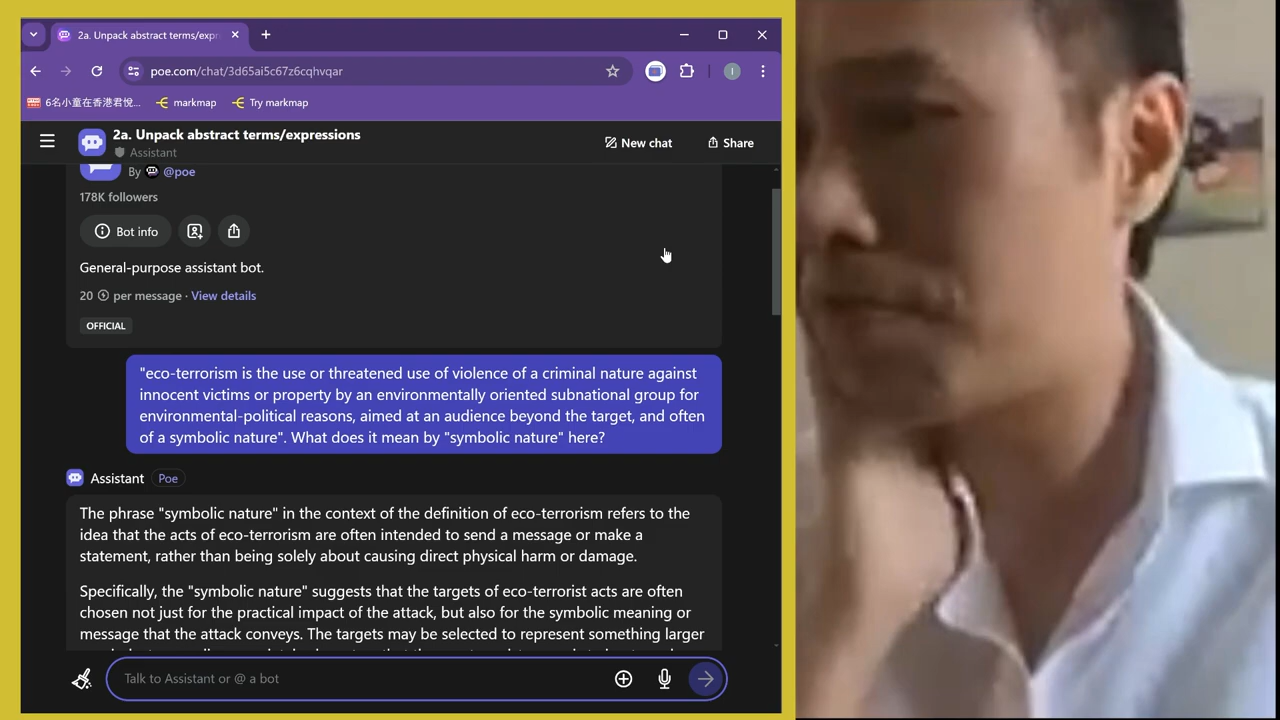 2a. Unpack abstract terms/expr
poe.com/chat/3d65ai5c67z6cqhvqar
I
6名小童在香港君悅...
markmap
Try markmap
2a. Unpack abstract terms/expressions
Assistant
New chat
Share
By @poe
178K followers
Bot info
General-purpose assistant bot.
20 per message · View details
OFFICIAL
"eco-terrorism is the use or threatened use of violence of a criminal nature against
innocent victims or property by an environmentally oriented subnational group for
environmental-political reasons, aimed at an audience beyond the target, and often
of a symbolic nature". What does it mean by "symbolic nature" here?
Assistant Poe
The phrase "symbolic nature" in the context of the definition of eco-terrorism refers to the
idea that the acts of eco-terrorism are often intended to send a message or make a
statement, rather than being solely about causing direct physical harm or damage.
Specifically, the "symbolic nature" suggests that the targets of eco-terrorist acts are often
chosen not just for the practical impact of the attack, but also for the symbolic meaning or
message that the attack conveys. The targets may be selected to represent something larger
Talk to Assistant or @ a bot